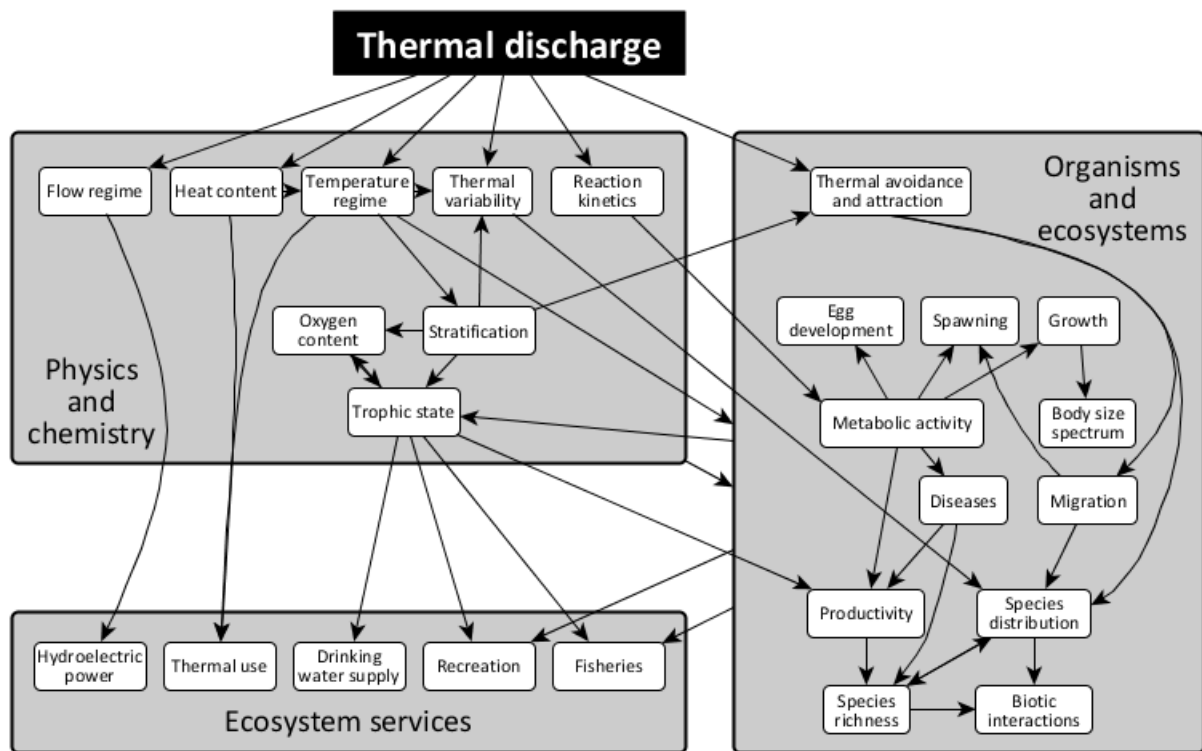 Thermal discharge
Flow regime
Heat content
Temperature
regime
Thermal
variability
Reaction
kinetics
Oxygen
content
Stratification
Trophic state
Physics
and
chemistry
Organisms
and
ecosystems
Thermal avoidance
and attraction
Egg
development
Spawning
Growth
Metabolic activity
Body size
spectrum
Diseases
Migration
Productivity
Species
distribution
Species
richness
Biotic
interactions
Hydroelectric
power
Thermal use
Drinking
water supply
Recreation
Fisheries
Ecosystem services